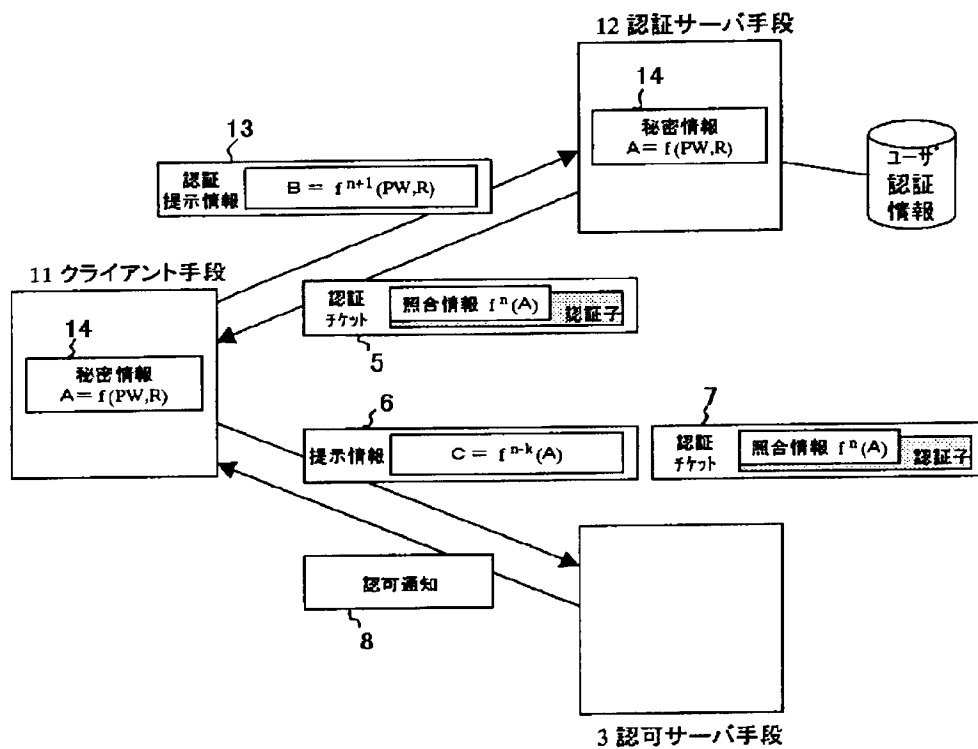 12 認証サーバ手段
14
秘密情報
A=f(PW,R)
ユーザ
認証
情報
13
認証
提示情報
B = f^{n+1}(PW,R)
11 クライアント手段
14
秘密情報
A=f(PW,R)
認証
チケット
照合情報 f^n(A)
認証子
5
6
提示情報
C = f^{n-k}(A)
7
認証
チケット
照合情報 f^n(A)
認証子
認可通知
8
3 認可サーバ手段